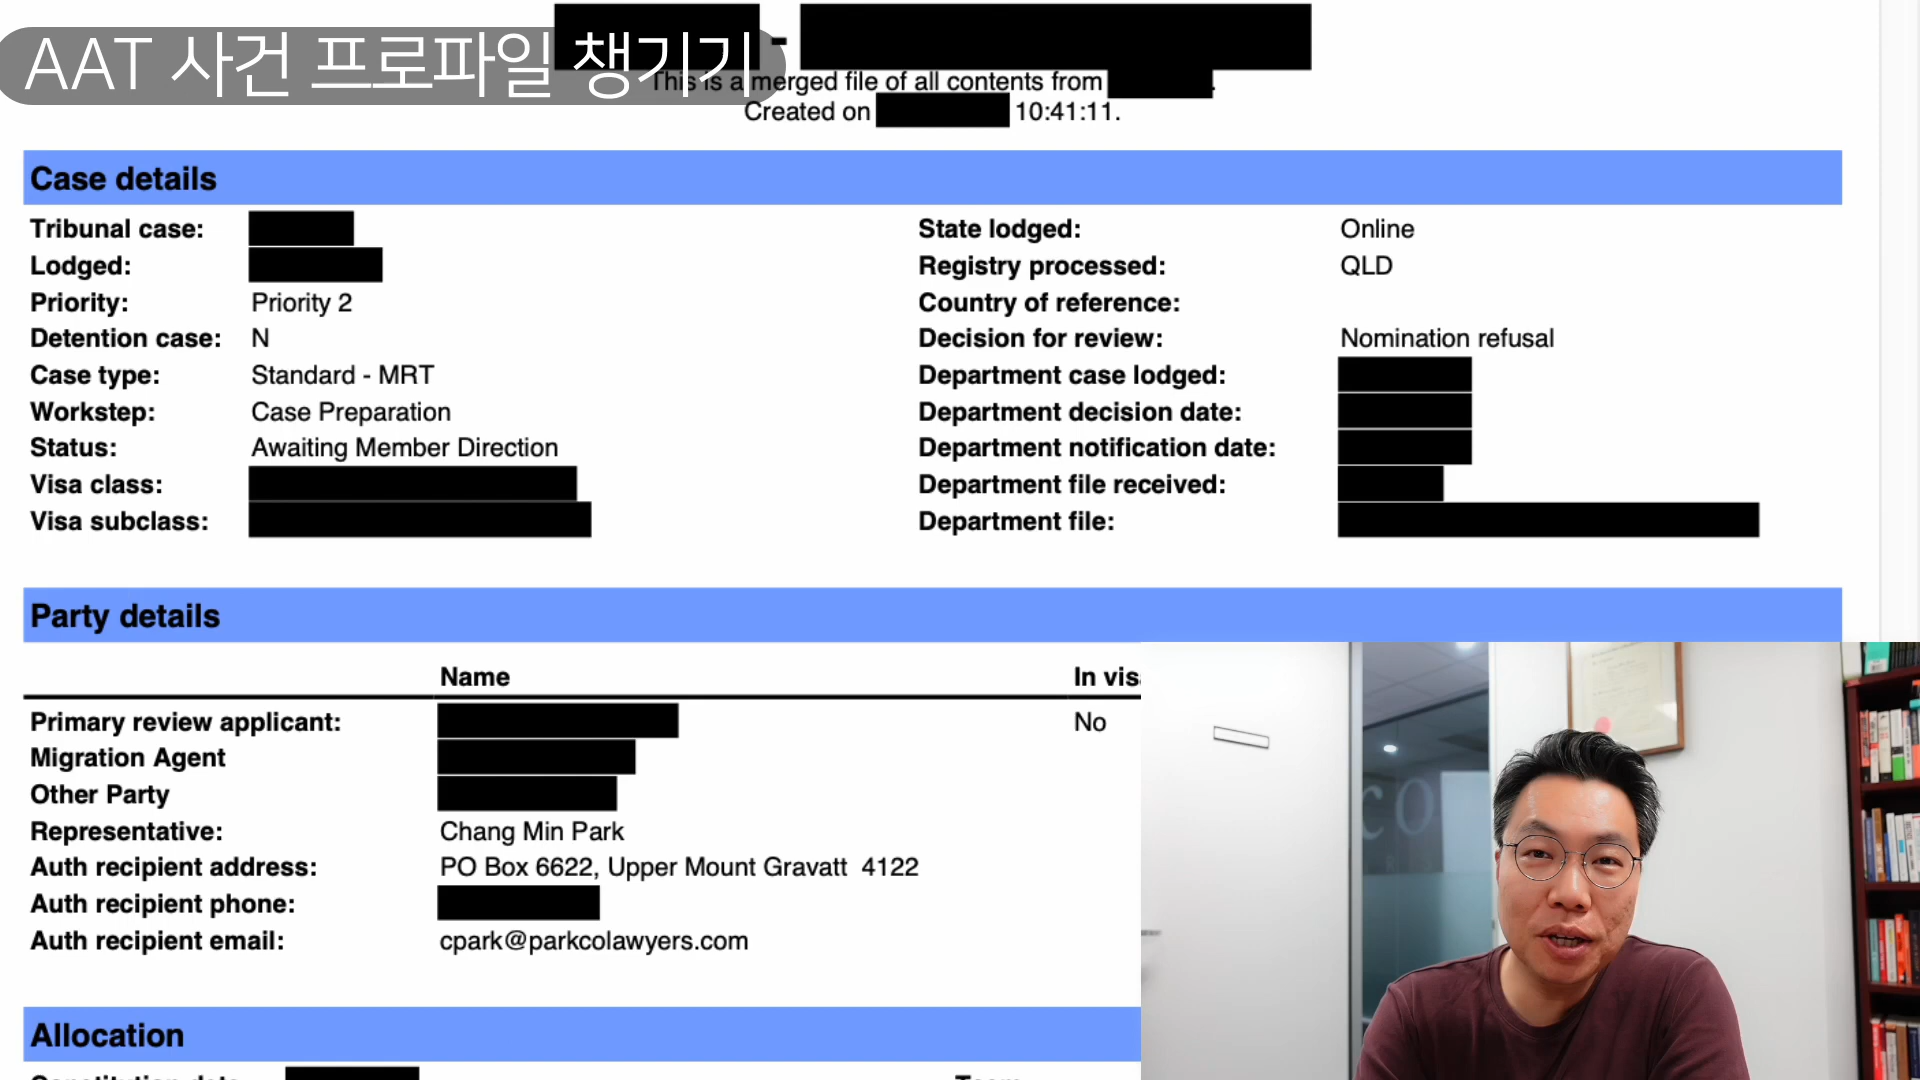 AAT 사건 프로파일 챙기기
-
This is a merged file of all contents from .
Created on 10:41:11.
Case details
Tribunal case:
Lodged:
Priority: Priority 2
Detention case: N
Case type: Standard - MRT
Workstep: Case Preparation
Status: Awaiting Member Direction
Visa class:
Visa subclass:
State lodged: Online
Registry processed: QLD
Country of reference:
Decision for review: Nomination refusal
Department case lodged:
Department decision date:
Department notification date:
Department file received:
Department file:
Party details
Name In vis
Primary review applicant: No
Migration Agent
Other Party
Representative: Chang Min Park
Auth recipient address: PO Box 6622, Upper Mount Gravatt 4122
Auth recipient phone:
Auth recipient email: cpark@parkcolawyers.com
Allocation